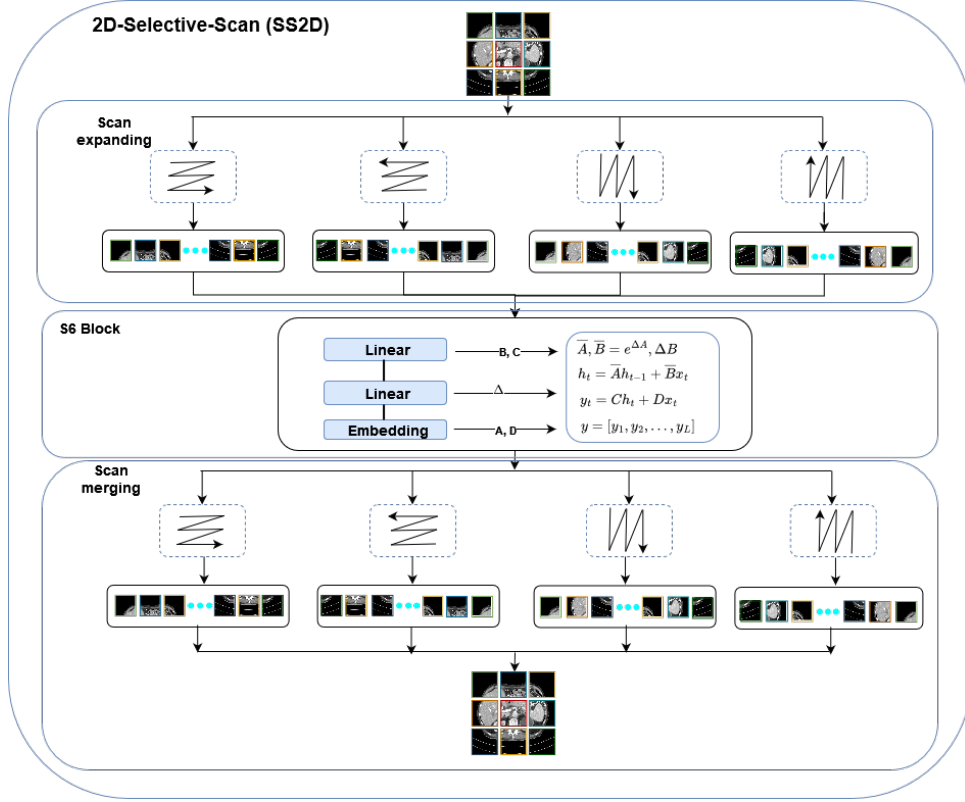 2D-Selective-Scan (SS2D)
Scan
expanding
S6 Block
Linear
B, C
Linear
Δ
Embedding
A, D
$\overline{A}, \overline{B} = e^{\Delta A}, \Delta B$
$h_t = \overline{A}h_{t-1} + \overline{B}x_t$
$y_t = Ch_t + Dx_t$
$y = [y_1, y_2, \ldots, y_L]$
Scan
merging